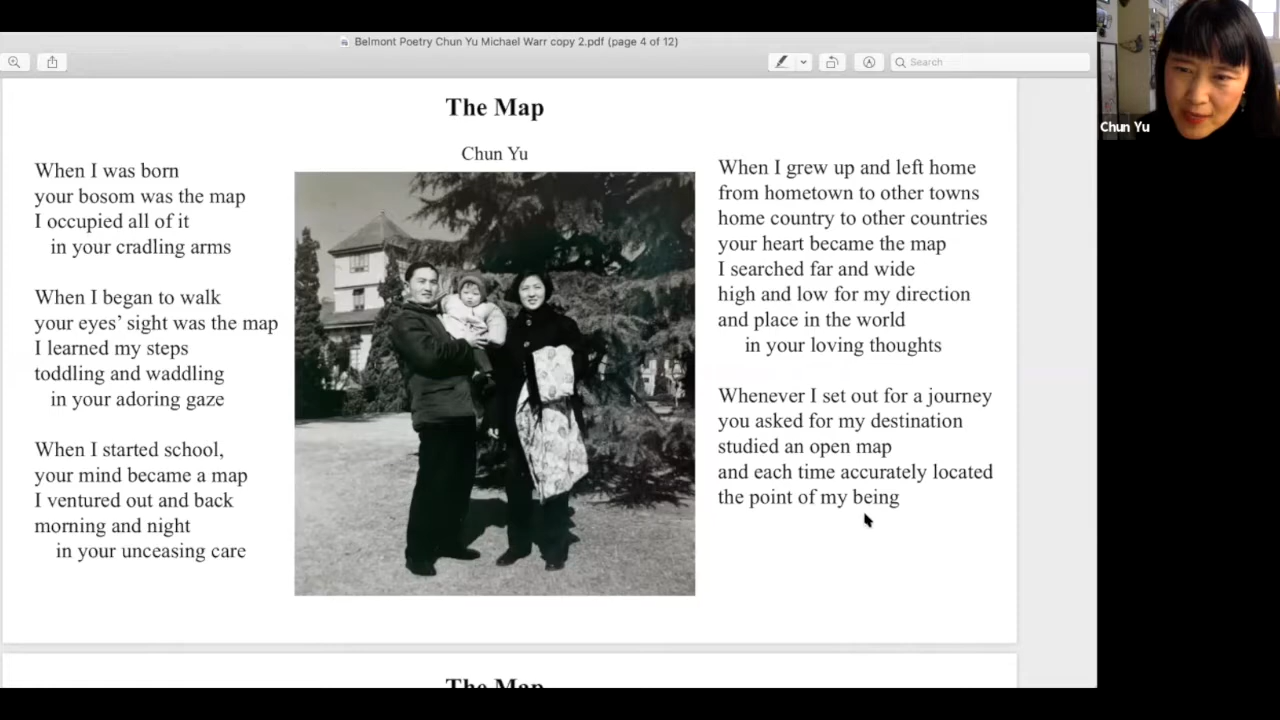 Belmont Poetry Chun Yu Michael Warr copy 2.pdf (page 4 of 12)
Search
Chun Yu
The Map
Chun Yu
When I was born
your bosom was the map
I occupied all of it
in your cradling arms
When I began to walk
your eyes’ sight was the map
I learned my steps
toddling and waddling
in your adoring gaze
When I started school,
your mind became a map
I ventured out and back
morning and night
in your unceasing care
When I grew up and left home
from hometown to other towns
home country to other countries
your heart became the map
I searched far and wide
high and low for my direction
and place in the world
in your loving thoughts
Whenever I set out for a journey
you asked for my destination
studied an open map
and each time accurately located
the point of my being
The Map